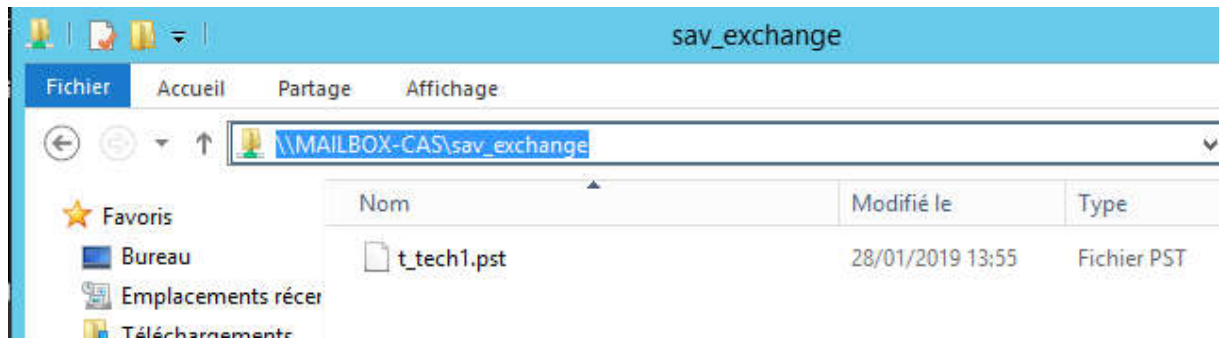 sav_exchange
Fichier Accueil Partage Affichage
\\MAILBOX-CAS\sav_exchange
Favoris Nom Modifié le Type
Bureau t_tech1.pst 28/01/2019 13:55 Fichier PST
Emplacements récer
Téléchargements